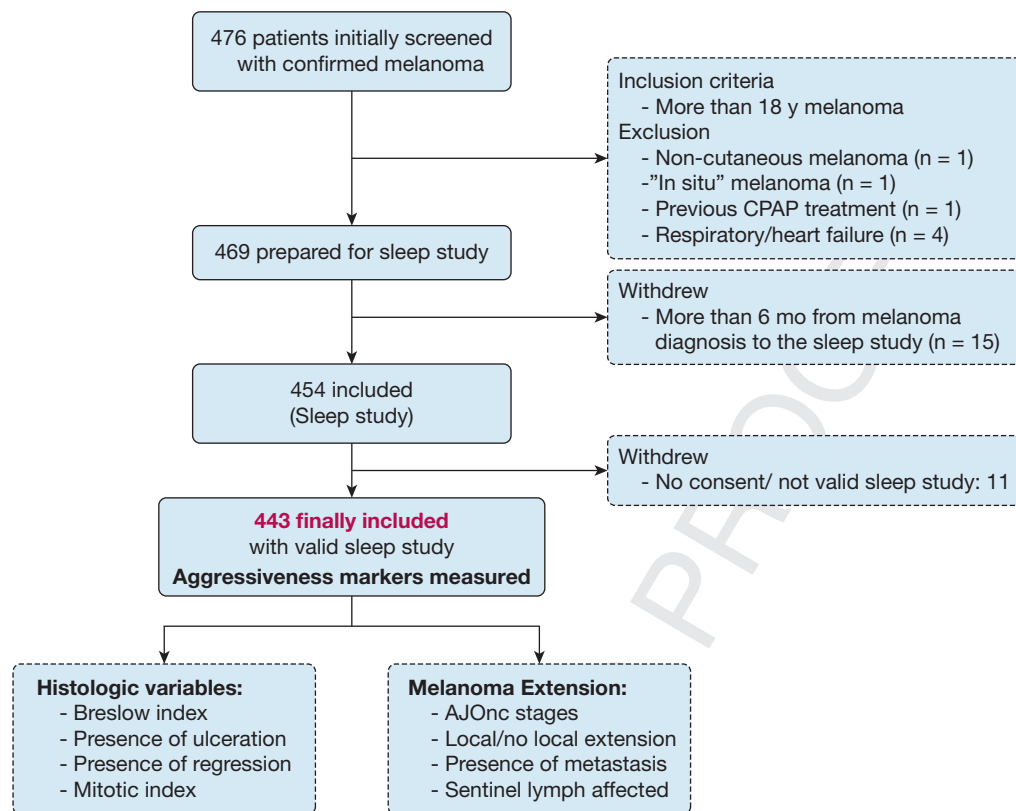 476 patients initially screened
with confirmed melanoma
Inclusion criteria
- More than 18 y melanoma
Exclusion
- Non-cutaneous melanoma (n = 1)
-"In situ" melanoma (n = 1)
- Previous CPAP treatment (n = 1)
- Respiratory/heart failure (n = 4)
469 prepared for sleep study
Withdrew
- More than 6 mo from melanoma
diagnosis to the sleep study (n = 15)
454 included
(Sleep study)
Withdrew
- No consent/ not valid sleep study: 11
443 finally included
with valid sleep study
Aggressiveness markers measured
Histologic variables:
- Breslow index
- Presence of ulceration
- Presence of regression
- Mitotic index
Melanoma Extension:
- AJOnc stages
- Local/no local extension
- Presence of metastasis
- Sentinel lymph affected